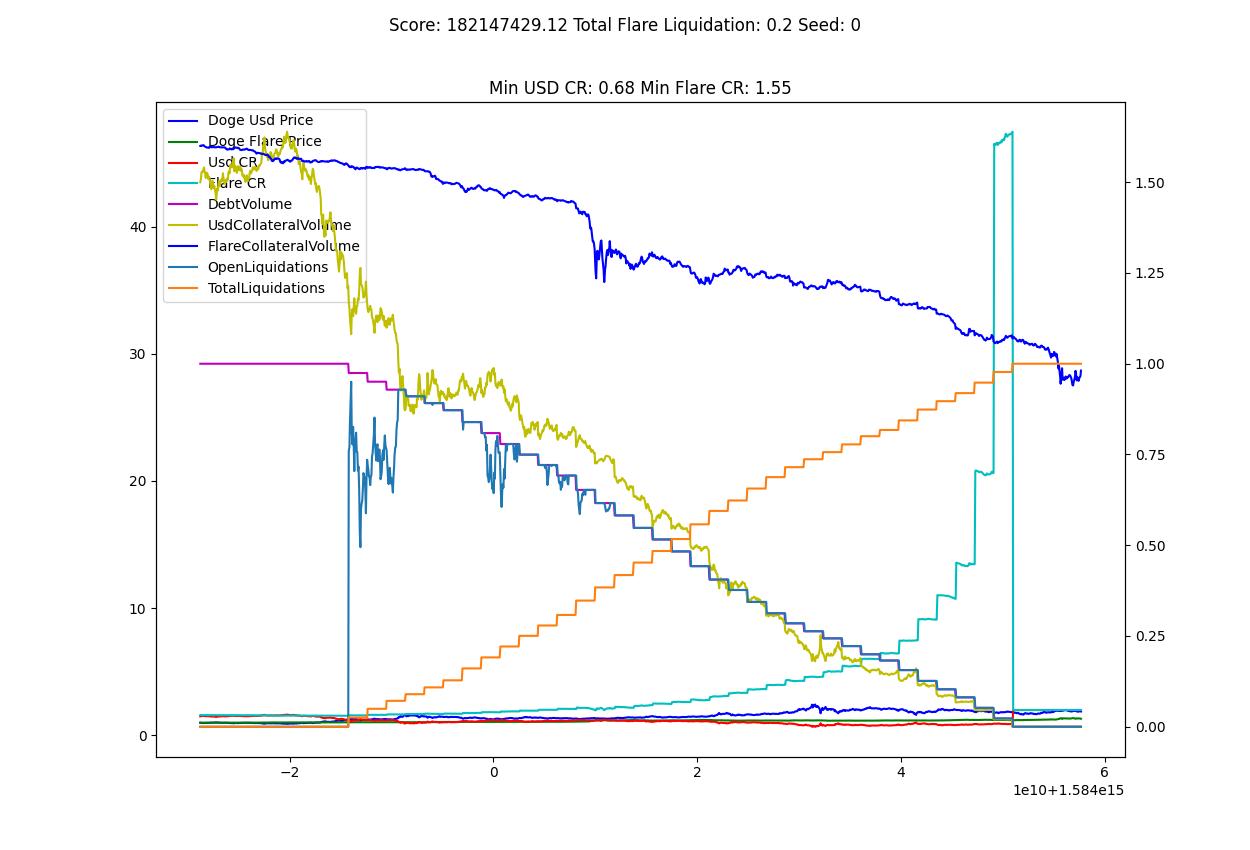 Score: 182147429.12 Total Flare Liquidation: 0.2 Seed: 0
Min USD CR: 0.68 Min Flare CR: 1.55
Doge Usd Price
Doge Flare Price
Usd CR
Flare CR
DebtVolume
UsdCollateralVolume
FlareCollateralVolume
OpenLiquidations
TotalLiquidations
40
30
20
10
0
1.50
1.25
1.00
0.75
0.50
0.25
0.00
−2
0
2
4
6
1e10+1.584e15